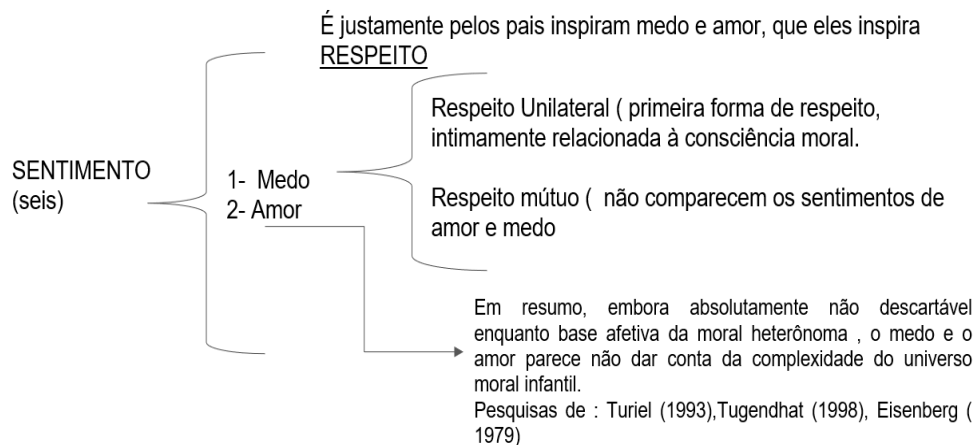 É justamente pelos pais inspiram medo e amor, que eles inspira
RESPEITO
SENTIMENTO
(seis)
1- Medo
2- Amor
Respeito Unilateral ( primeira forma de respeito,
intimamente relacionada à consciência moral.
Respeito mútuo ( não comparecem os sentimentos de
amor e medo
Em resumo, embora absolutamente não descartável
enquanto base afetiva da moral heterônoma , o medo e o
amor parece não dar conta da complexidade do universo
moral infantil.
Pesquisas de : Turiel (1993),Tugendhat (1998), Eisenberg (
1979)